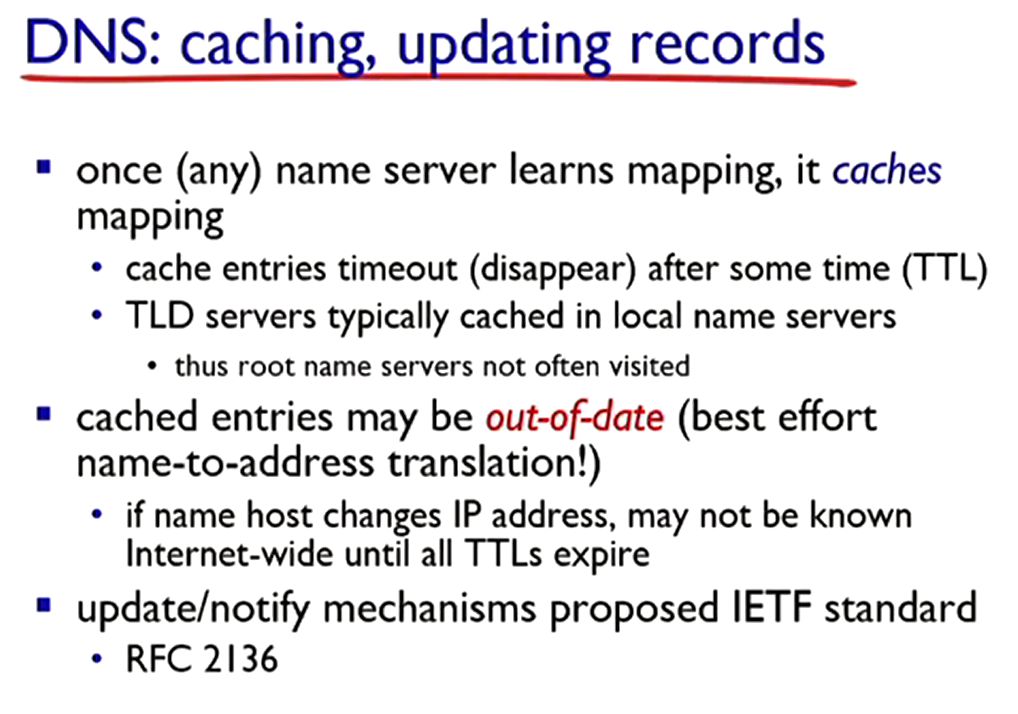 DNS: caching, updating records
once (any) name server learns mapping, it caches
mapping
cache entries timeout (disappear) after some time (TTL)
TLD servers typically cached in local name servers
thus root name servers not often visited
cached entries may be out-of-date (best effort
name-to-address translation!)
if name host changes IP address, may not be known
Internet-wide until all TTLs expire
update/notify mechanisms proposed IETF standard
RFC 2136